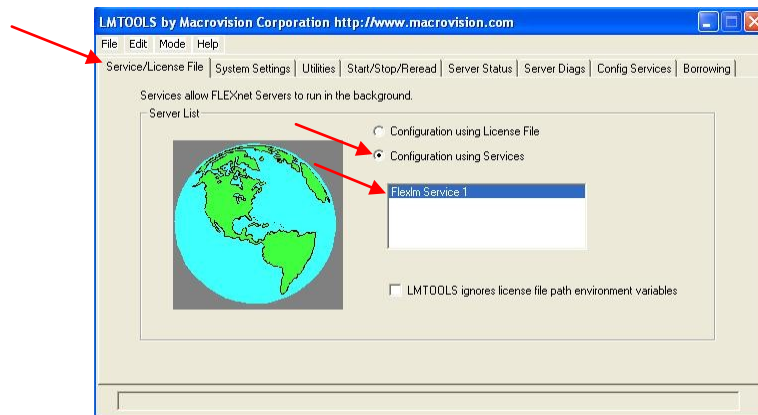 LMTOOLS by Macrovision Corporation http://www.macrovision.com
File Edit Mode Help
Service/License File System Settings Utilities Start/Stop/Reread Server Status Server Diags Config Services Borrowing
Services allow FLEXnet Servers to run in the background.
Server List
Configuration using License File
Configuration using Services
Flexlm Service 1
LMTOOLS ignores license file path environment variables